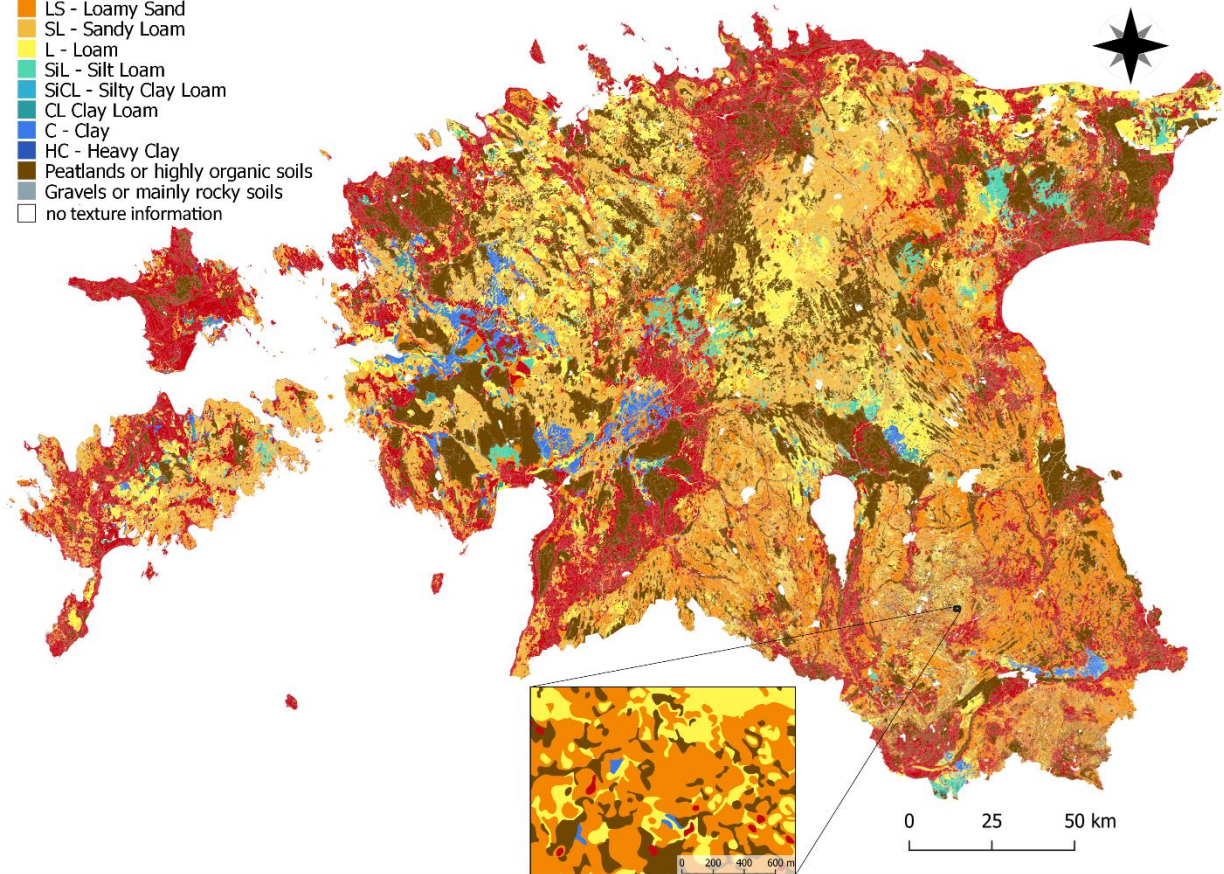 LS - Loamy Sand
SL - Sandy Loam
L - Loam
SiL - Silt Loam
SiCL - Silty Clay Loam
CL Clay Loam
C - Clay
HC - Heavy Clay
Peatlands or highly organic soils
Gravels or mainly rocky soils
no texture information
0 25 50 km
0 200 400 600 m